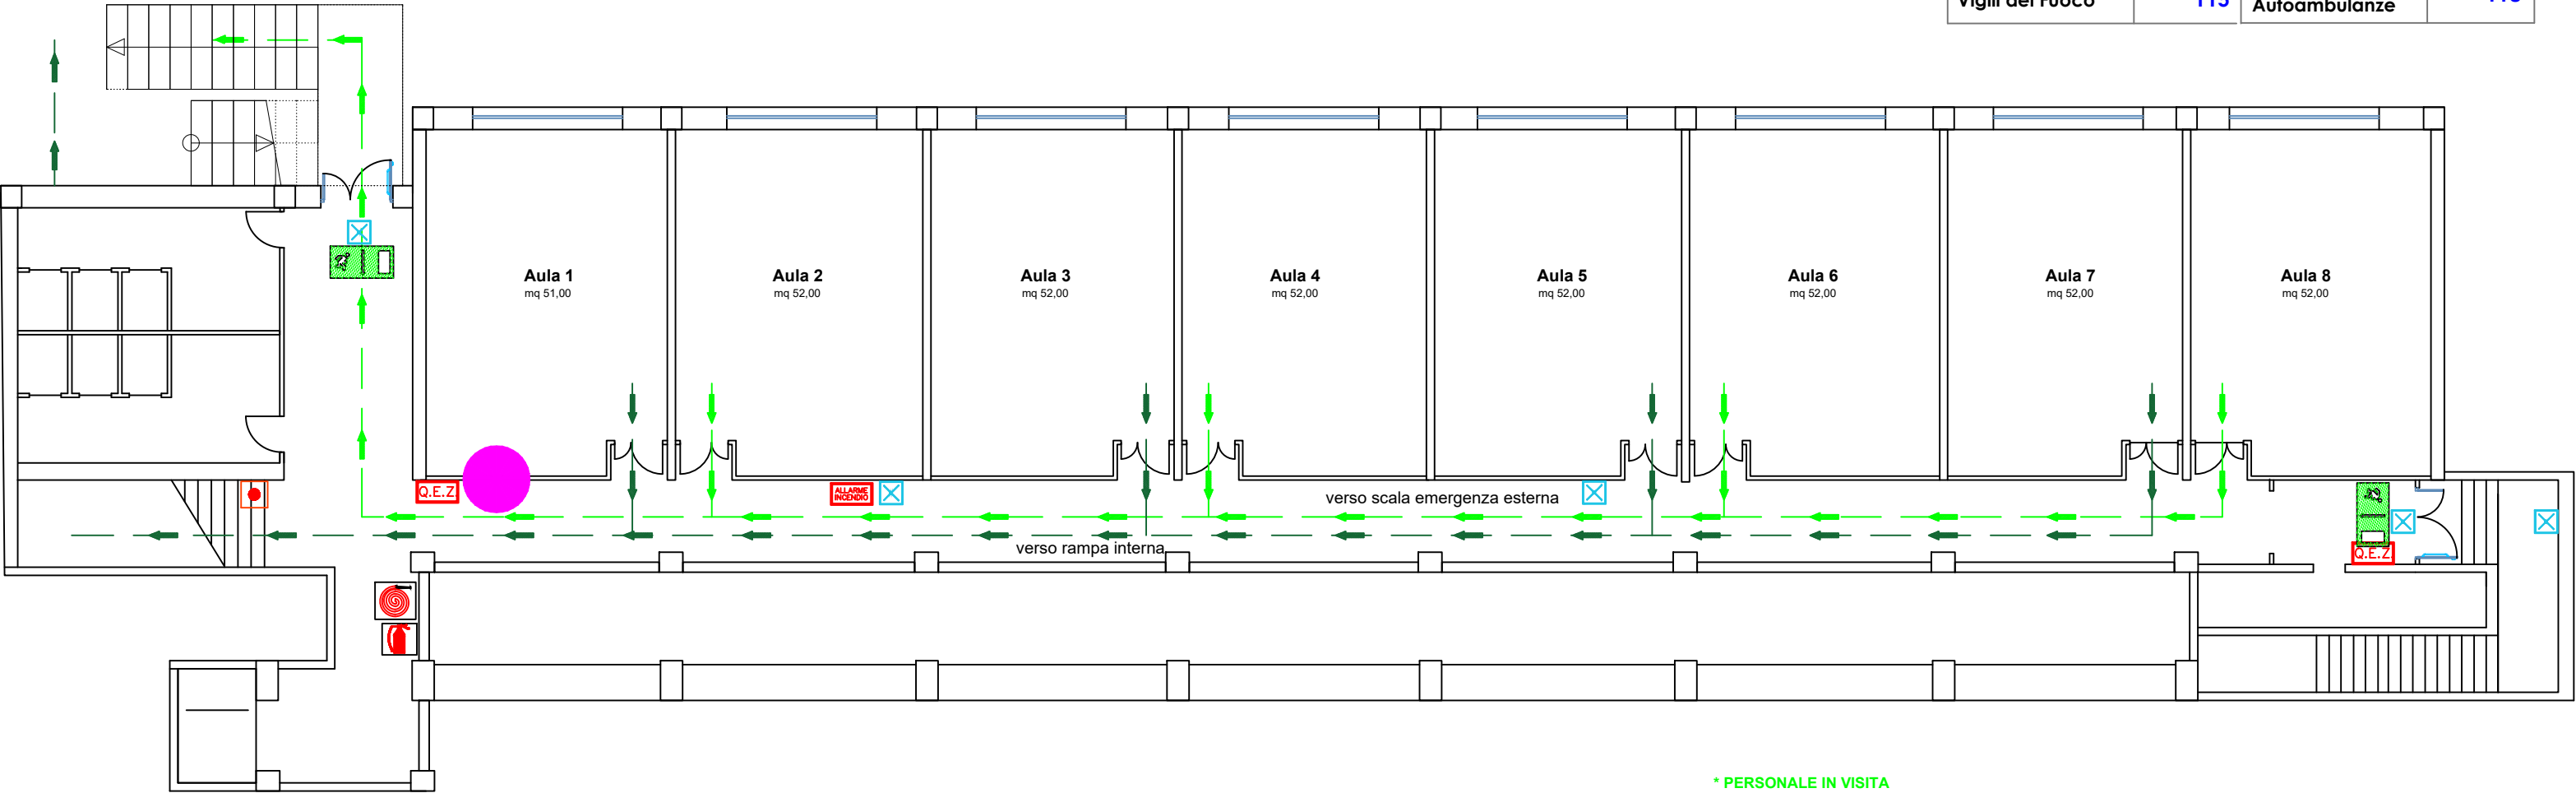 Vigili del Fuoco 115 Autoambulanze 118
Aula 1 Aula 2 Aula 3 Aula 4 Aula 5 Aula 6 Aula 7 Aula 8
mq 51,00 mq 52,00 mq 52,00 mq 52,00 mq 52,00 mq 52,00 mq 52,00 mq 52,00
Q.E.Z
ALLARME
INCENDIO
verso scala emergenza esterna
verso rampa interna
Q.E.Z
* PERSONALE IN VISITA